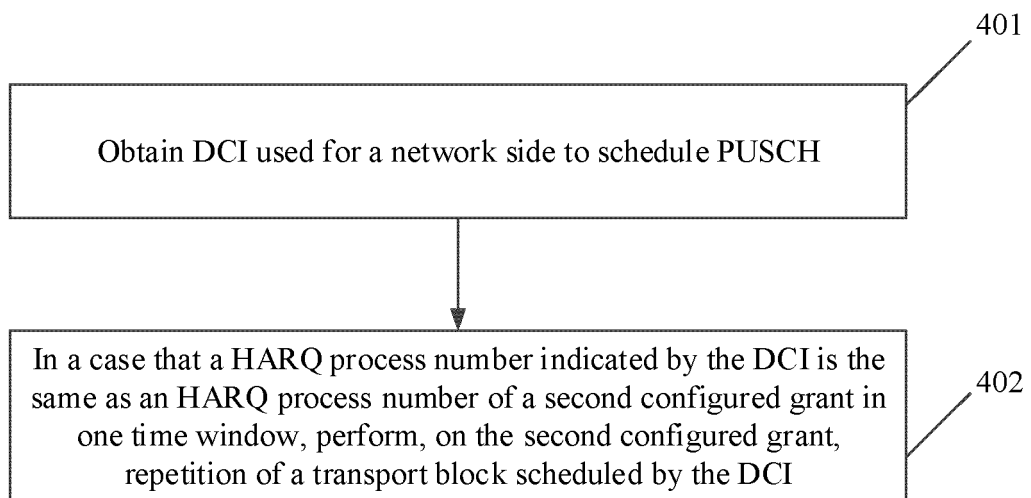 401
Obtain DCI used for a network side to schedule PUSCH
In a case that a HARQ process number indicated by the DCI is the
same as an HARQ process number of a second configured grant in
one time window, perform, on the second configured grant,
repetition of a transport block scheduled by the DCI
402